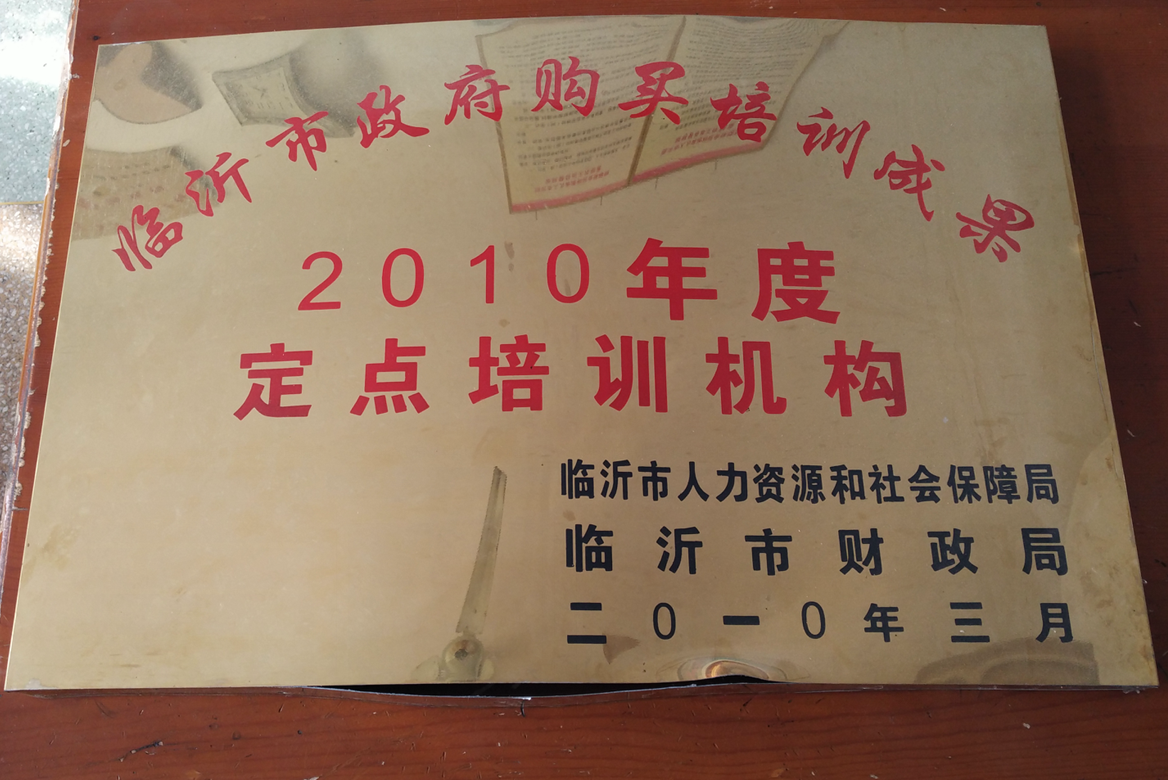 临沂市政府购买培训成果
2010年度
定点培训机构
临沂市人力资源和社会保障局
临沂市财政局
二0一0年三月